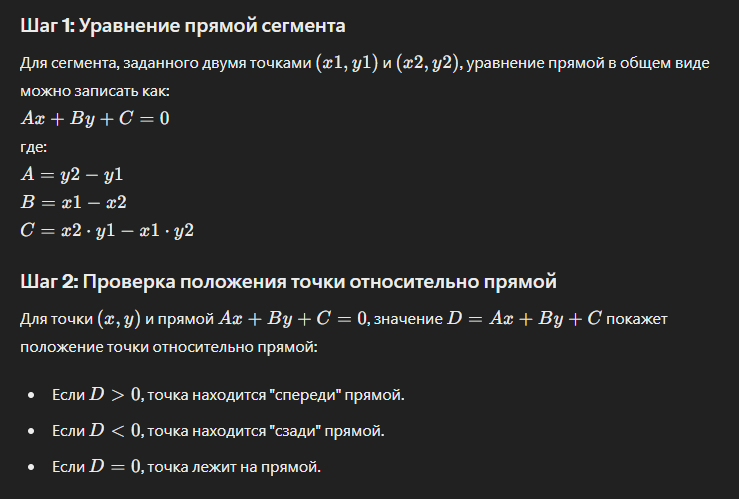 Шаг 1: Уравнение прямой сегмента
Для сегмента, заданного двумя точками (x1, y1) и (x2, y2), уравнение прямой в общем виде
можно записать как:
Ax + By + C = 0
где:
A = y2 − y1
B = x1 − x2
C = x2 · y1 − x1 · y2
Шаг 2: Проверка положения точки относительно прямой
Для точки (x, y) и прямой Ax + By + C = 0, значение D = Ax + By + C покажет
положение точки относительно прямой:
• Если D > 0, точка находится "спереди" прямой.
• Если D < 0, точка находится "сзади" прямой.
• Если D = 0, точка лежит на прямой.